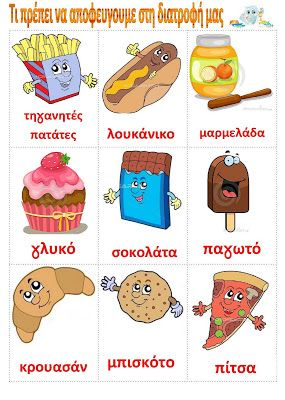 Τι πρέπει να αποφεύγουμε στη διατροφή μας
τηγανητές
πατάτες
λουκάνικο
μαρμελάδα
γλυκό
σοκολάτα
παγωτό
κρουασάν
μπισκότο
πίτσα